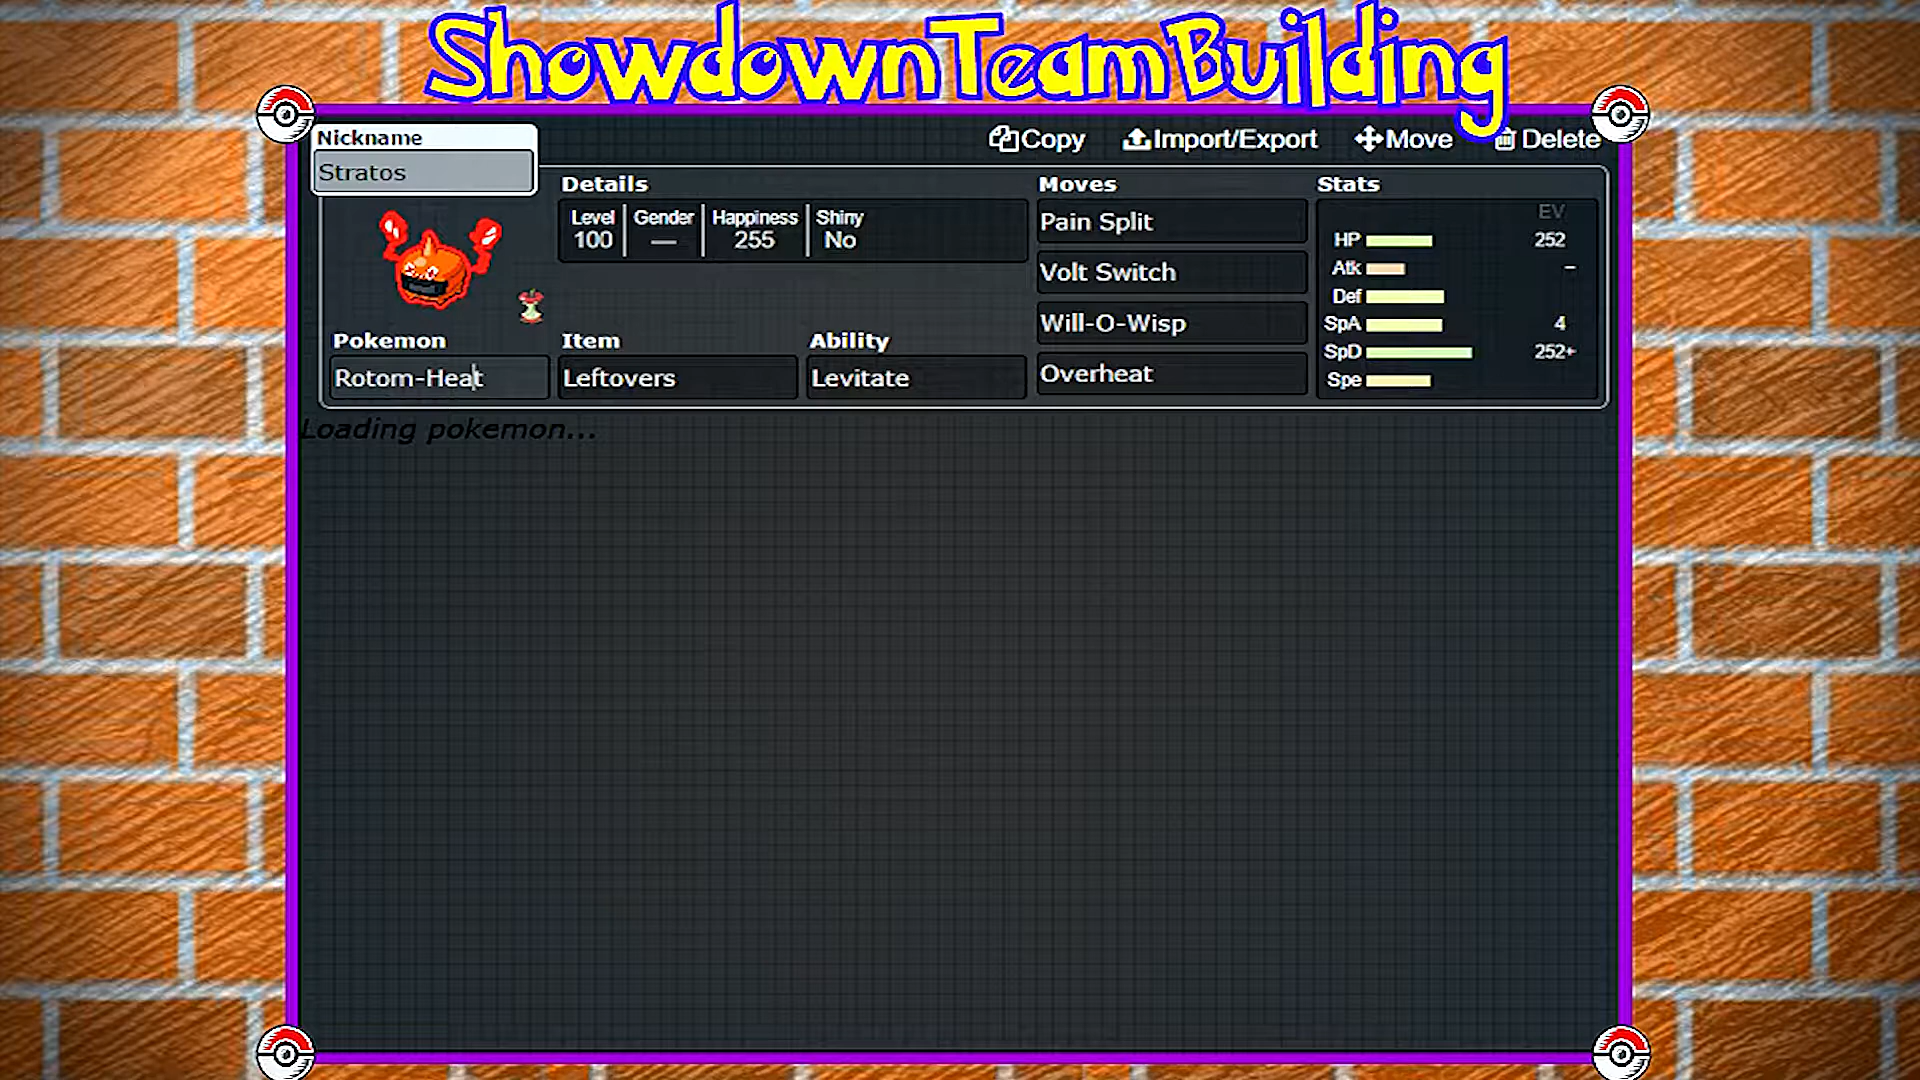 ShowdownTeamBuilding
Nickname
Stratos
Copy Import/Export Move Delete
Details
Level Gender Happiness Shiny
100 — 255 No
Pokemon Item Ability
Rotom-Heat Leftovers Levitate
Moves
Pain Split
Volt Switch
Will-O-Wisp
Overheat
Stats
EV
HP 252
Atk –
Def
SpA 4
SpD 252+
Spe
Loading pokemon...